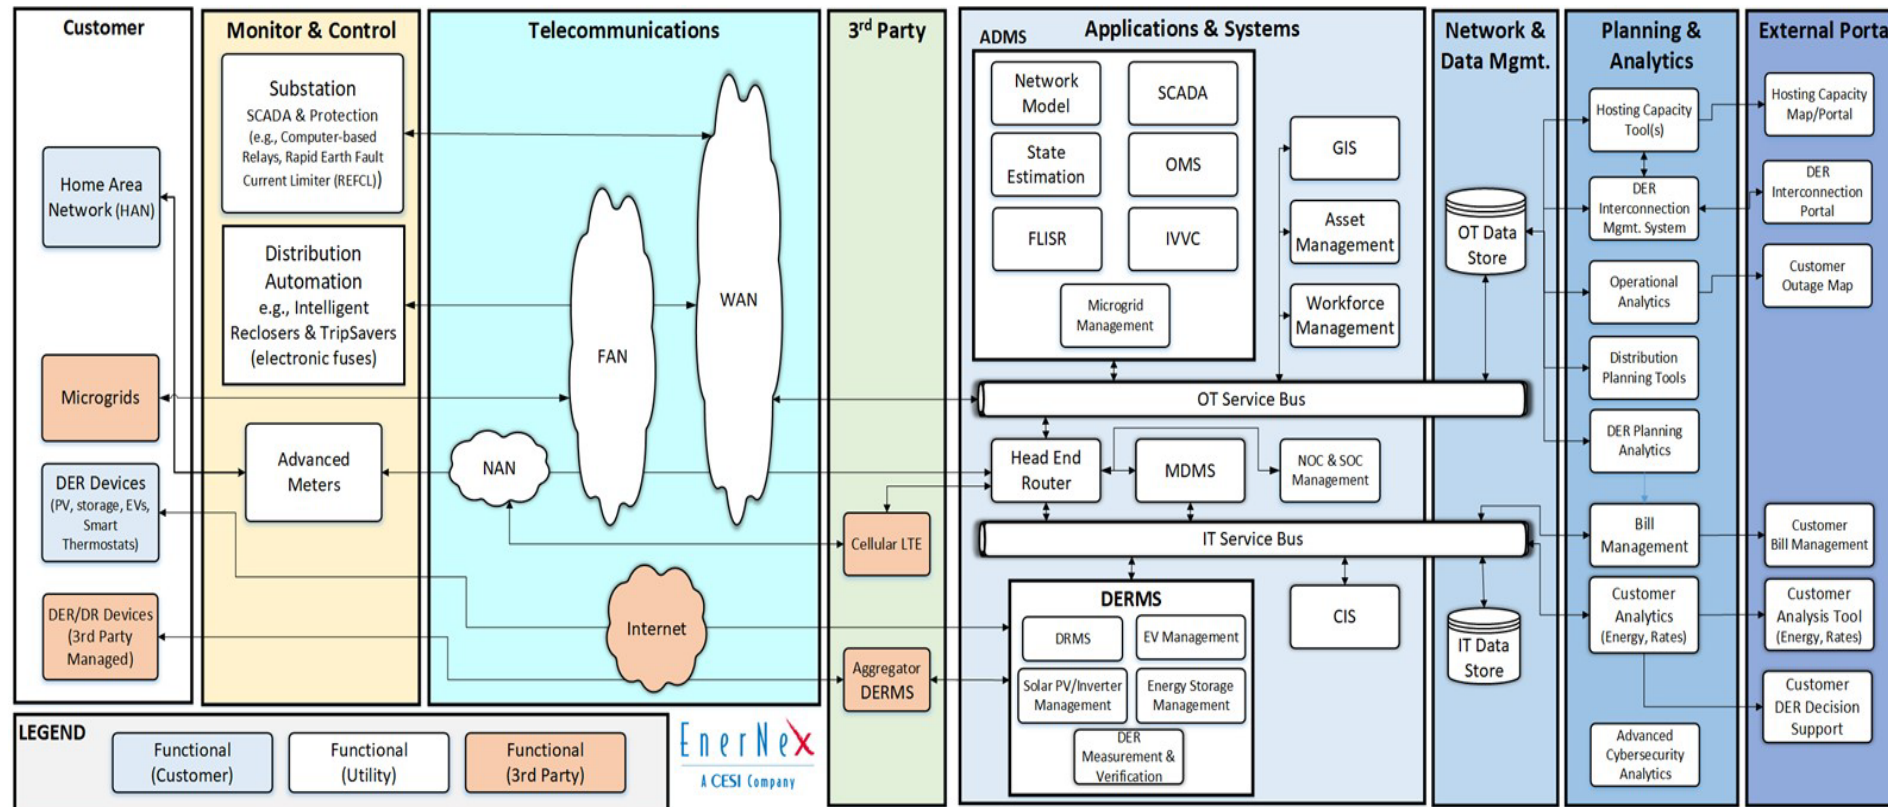 Customer
Home Area
Network (HAN)
Microgrids
DER Devices
(PV, storage, EVs,
Smart
Thermostats)
DER/DR Devices
(3rd Party
Managed)
Monitor & Control
Substation
SCADA & Protection
(e.g., Computer-based
Relays, Rapid Earth Fault
Current Limiter (REFCL))
Distribution
Automation
e.g., Intelligent
Reclosers & TripSavers
(electronic fuses)
Advanced
Meters
Telecommunications
WAN
FAN
NAN
Internet
3rd Party
Cellular LTE
Aggregator
DERMS
Applications & Systems
ADMS
Network
Model
SCADA
State
Estimation
OMS
FLISR
IVVC
Microgrid
Management
GIS
Asset
Management
Workforce
Management
OT Service Bus
Head End
Router
MDMS
NOC & SOC
Management
IT Service Bus
DERMS
DRMS
EV Management
Solar PV/Inverter
Management
Energy Storage
Management
DER
Measurement &
Verification
CIS
Network &
Data Mgmt.
OT Data
Store
IT Data
Store
Planning &
Analytics
Hosting Capacity
Tool(s)
DER
Interconnection
Mgmt. System
Operational
Analytics
Distribution
Planning Tools
DER Planning
Analytics
Bill
Management
Customer
Analytics
(Energy, Rates)
Advanced
Cybersecurity
Analytics
External Porta
Hosting Capacity
Map/Portal
DER
Interconnection
Portal
Customer
Outage Map
Customer
Bill Management
Customer
Analysis Tool
(Energy, Rates)
Customer
DER Decision
Support
LEGEND
Functional
(Customer)
Functional
(Utility)
Functional
(3rd Party)
EnerNex
A CESI Company